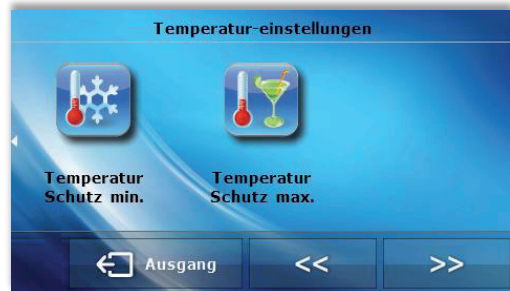 Temperatur-einstellungen
Temperatur
Schutz min.
Temperatur
Schutz max.
Ausgang
<<
>>